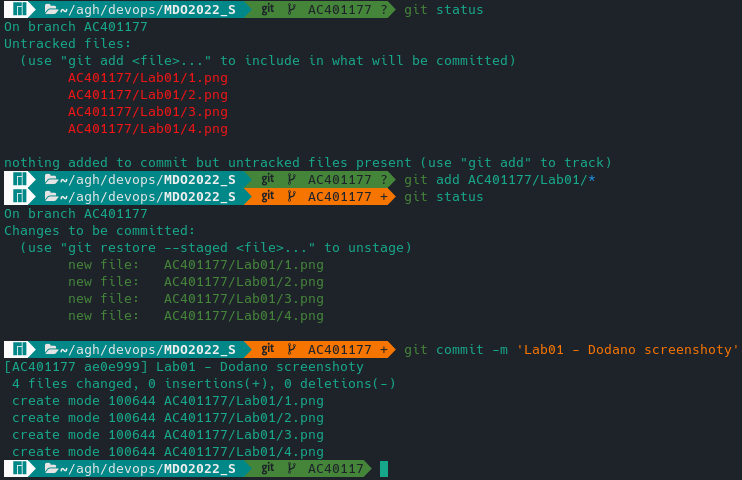 ~/agh/devops/MDO2022_S git AC401177 ? git status
On branch AC401177
Untracked files:
(use "git add <file>..." to include in what will be committed)
AC401177/Lab01/1.png
AC401177/Lab01/2.png
AC401177/Lab01/3.png
AC401177/Lab01/4.png
nothing added to commit but untracked files present (use "git add" to track)
~/agh/devops/MDO2022_S git AC401177 ? git add AC401177/Lab01/*
~/agh/devops/MDO2022_S git AC401177 + git status
On branch AC401177
Changes to be committed:
(use "git restore --staged <file>..." to unstage)
new file:   AC401177/Lab01/1.png
new file:   AC401177/Lab01/2.png
new file:   AC401177/Lab01/3.png
new file:   AC401177/Lab01/4.png
~/agh/devops/MDO2022_S git AC401177 + git commit -m 'Lab01 - Dodano screenshoty'
[AC401177 ae0e999] Lab01 - Dodano screenshoty
4 files changed, 0 insertions(+), 0 deletions(-)
create mode 100644 AC401177/Lab01/1.png
create mode 100644 AC401177/Lab01/2.png
create mode 100644 AC401177/Lab01/3.png
create mode 100644 AC401177/Lab01/4.png
~/agh/devops/MDO2022_S git AC40117